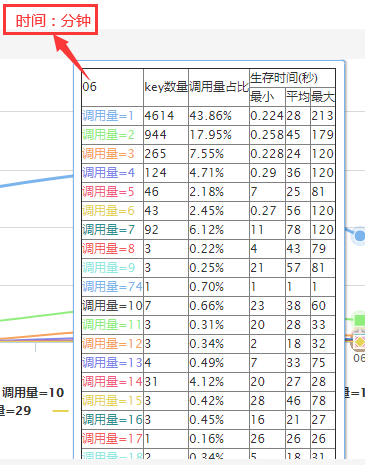 时间：分钟
06 key数量 调用量占比 生存时间(秒)
最小 平均 最大
调用量=1 4614 43.86% 0.224 28 213
调用量=2 944 17.95% 0.258 45 179
调用量=3 265 7.55% 0.228 24 120
调用量=4 124 4.71% 0.29 36 120
调用量=5 46 2.18% 7 25 81
调用量=6 43 2.45% 0.27 56 120
调用量=7 92 6.12% 11 78 120
调用量=8 3 0.22% 4 43 79
调用量=9 3 0.25% 21 57 81
调用量=74 1 0.70% 1 1 1
调用量=10 7 0.66% 23 38 60
调用量=11 3 0.31% 20 28 33
调用量=12 3 0.34% 2 18 32
调用量=13 4 0.49% 7 33 75
调用量=14 31 4.12% 20 27 28
调用量=15 3 0.42% 28 46 78
调用量=16 3 0.45% 16 21 27
调用量=17 1 0.16% 26 26 26
调用量=18 2 0.34% 5 18 31
06
调用量=10
=29